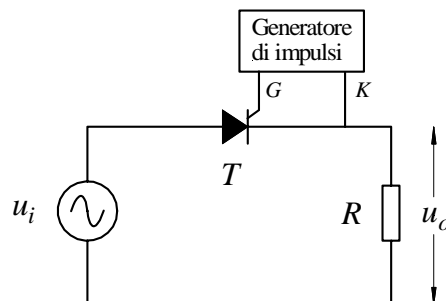 Generatore
di impulsi
G K
T
u_i
R
u_o